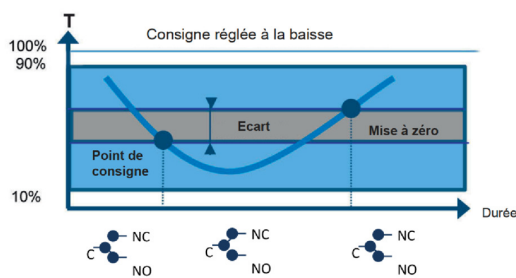 T
Consigne réglée à la baisse
100%
90%
Ecart
Mise à zéro
Point de
consigne
10%
Durée
NC
C
NO
NC
C
NO
NC
C
NO